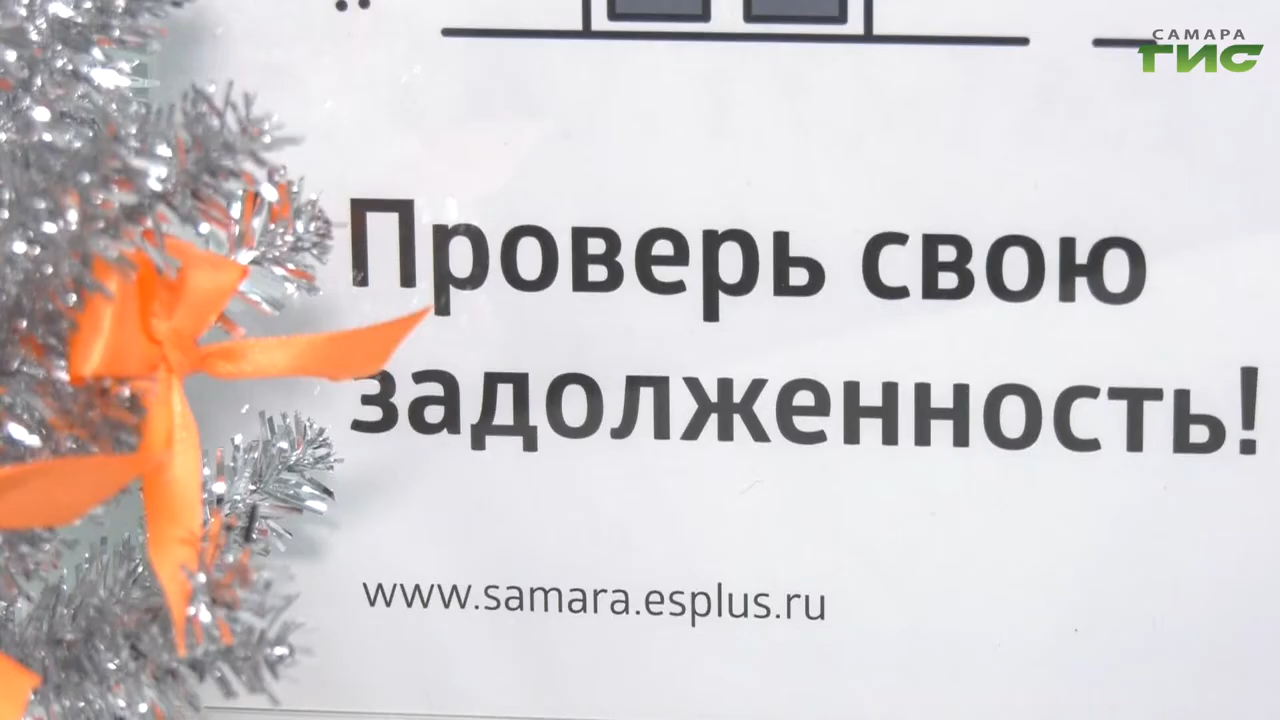 САМАРА
ГИС
Проверь свою
задолженность!
www.samara.esplus.ru